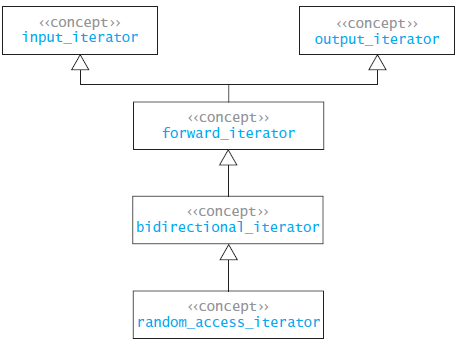 ‹‹concept››
input_iterator
‹‹concept››
output_iterator
‹‹concept››
forward_iterator
‹‹concept››
bidirectional_iterator
‹‹concept››
random_access_iterator